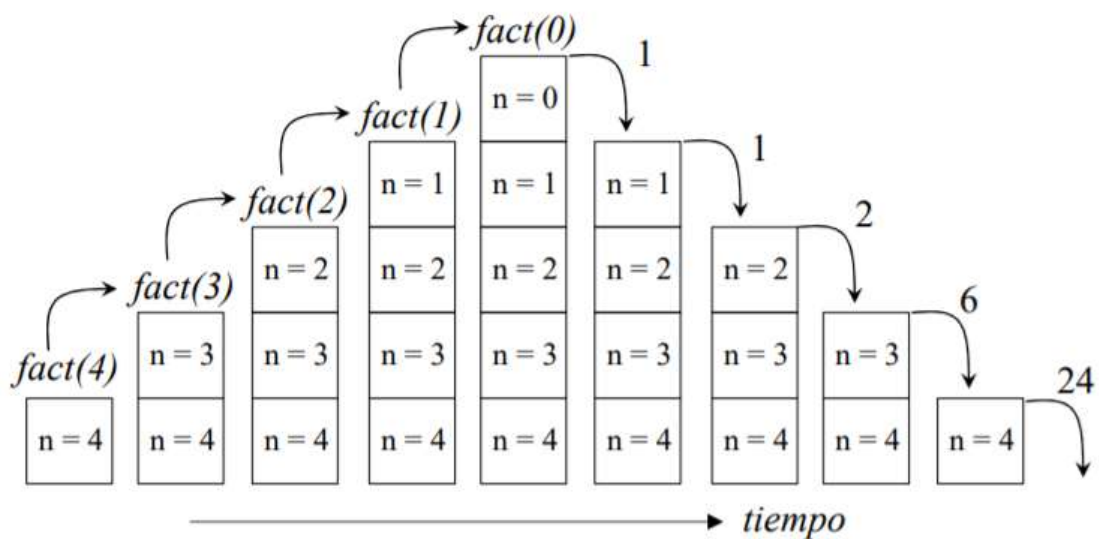 fact(0)
1
n = 0
fact(1)
1
n = 1 n = 1 n = 1
fact(2)
2
n = 2 n = 2 n = 2 n = 2 n = 2
fact(3)
6
n = 3 n = 3 n = 3 n = 3 n = 3 n = 3 n = 3
fact(4)
24
n = 4 n = 4 n = 4 n = 4 n = 4 n = 4 n = 4 n = 4 n = 4
tiempo